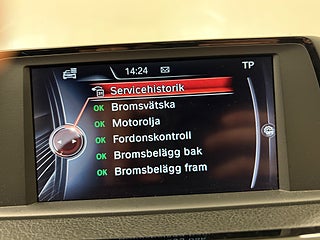 14:24 TP
Servicehistorik
OK Bromsvätska
OK Motorolja
OK Fordonskontroll
OK Bromsbelägg bak
OK Bromsbelägg fram